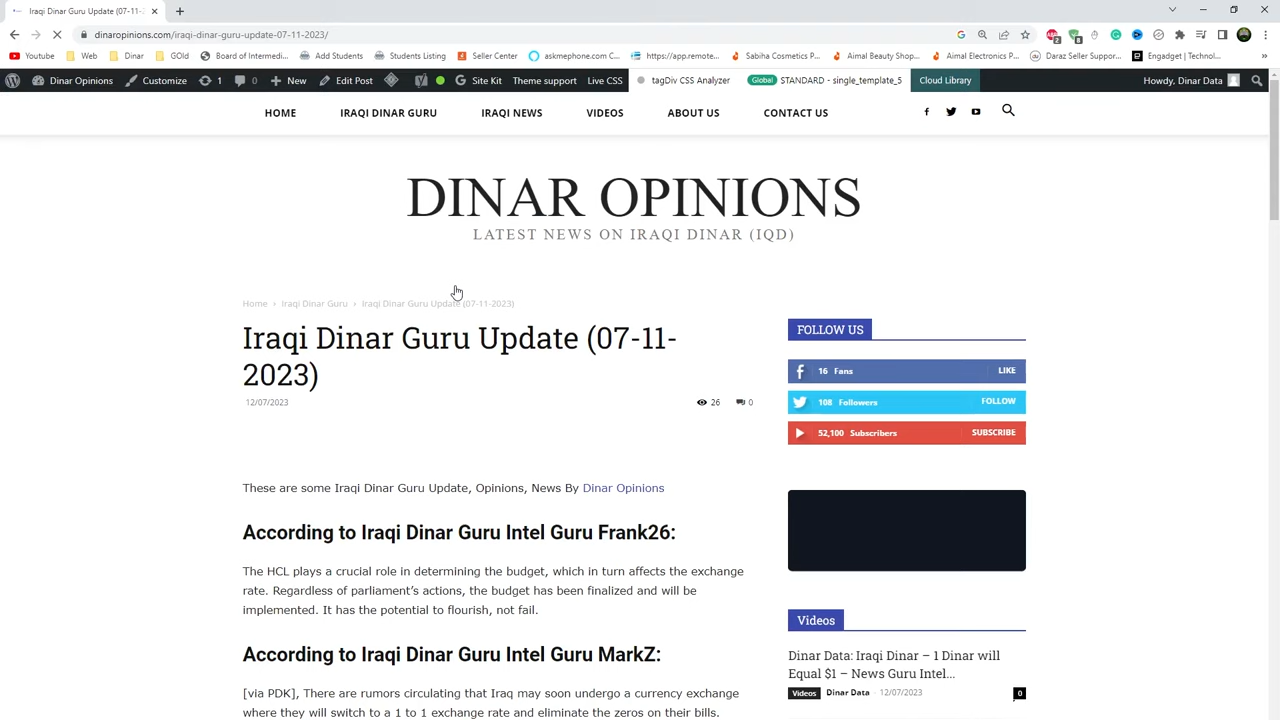 Iraqi Dinar Guru Update (07-11-2
dinaropinions.com/iraqi-dinar-guru-update-07-11-2023/
Youtube Web Dinar GOld Board of Intermedi... Add Students Students Listing Seller Center askmephone.com C... https://app.remote... Sabiha Cosmetics P... Aimal Beauty Shop... Aimal Electronics P... Daraz Seller Suppor... Engadget | Technol...
Dinar Opinions Customize 1 0 New Edit Post Site Kit Theme support Live CSS tagDiv CSS Analyzer Global STANDARD - single_template_5 Cloud Library Howdy, Dinar Data
HOME IRAQI DINAR GURU IRAQI NEWS VIDEOS ABOUT US CONTACT US
DINAR OPINIONS
LATEST NEWS ON IRAQI DINAR (IQD)
Home › Iraqi Dinar Guru › Iraqi Dinar Guru Update (07-11-2023)
Iraqi Dinar Guru Update (07-11-
2023)
12/07/2023 26 0
These are some Iraqi Dinar Guru Update, Opinions, News By Dinar Opinions
According to Iraqi Dinar Guru Intel Guru Frank26:
The HCL plays a crucial role in determining the budget, which in turn affects the exchange
rate. Regardless of parliament's actions, the budget has been finalized and will be
implemented. It has the potential to flourish, not fail.
According to Iraqi Dinar Guru Intel Guru MarkZ:
[via PDK], There are rumors circulating that Iraq may soon undergo a currency exchange
where they will switch to a 1 to 1 exchange rate and eliminate the zeros on their bills.
FOLLOW US
16 Fans LIKE
108 Followers FOLLOW
52,100 Subscribers SUBSCRIBE
Videos
Dinar Data: Iraqi Dinar – 1 Dinar will
Equal $1 – News Guru Intel...
Videos Dinar Data - 12/07/2023 0